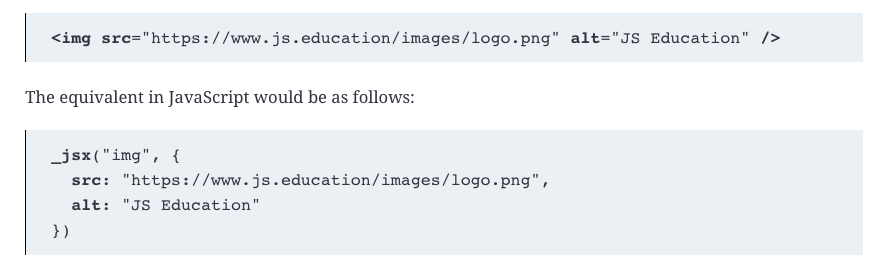 <img src="https://www.js.education/images/logo.png" alt="JS Education" />
The equivalent in JavaScript would be as follows:
_jsx("img", {
  src: "https://www.js.education/images/logo.png",
  alt: "JS Education"
})